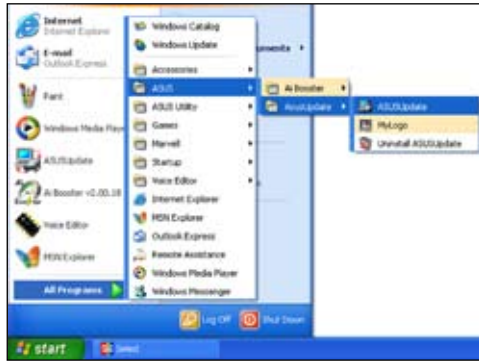 Internet
Internet Explorer
E-mail
Outlook Express
Paint
Windows Media Player
ASUSUpdate
Ai Booster v2.00.18
Voice Editor
MSN Explorer
All Programs
Windows Catalog
Windows Update
Accessories
ASUS
ASUS Utility
Games
Marvell
Startup
Voice Editor
Internet Explorer
MSN Explorer
Outlook Express
Remote Assistance
Windows Media Player
Windows Messenger
Ai Booster
AsusUpdate
ASUSUpdate
MyLogo
Uninstall ASUSUpdate
Log Off
Shut Down
start